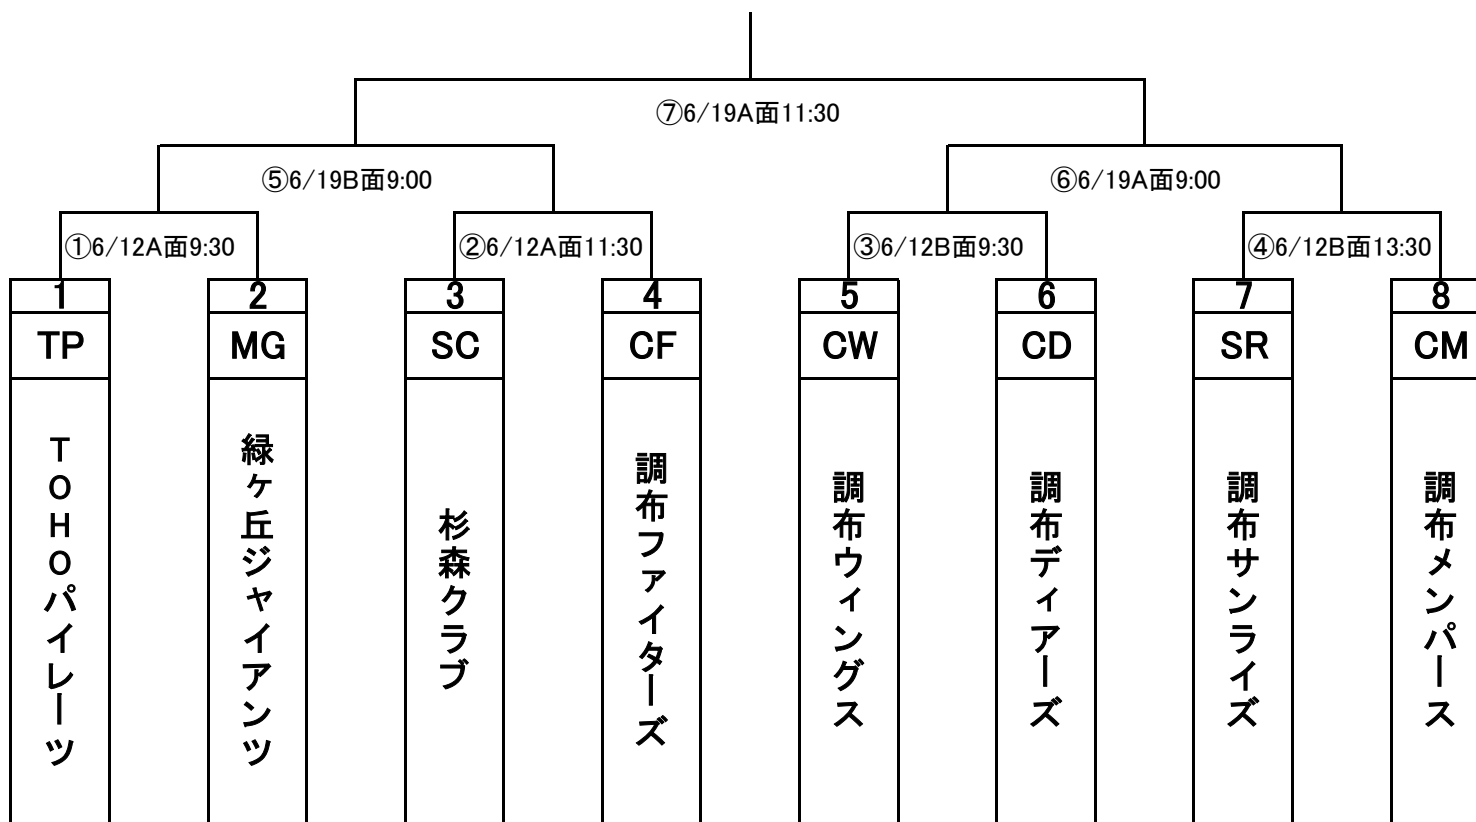 ⑦6/19A面11:30
⑤6/19B面9:00
⑥6/19A面9:00
①6/12A面9:30
②6/12A面11:30
③6/12B面9:30
④6/12B面13:30
1
2
3
4
5
6
7
8
TP
MG
SC
CF
CW
CD
SR
CM
TOHOパイレーツ
緑ヶ丘ジャイアンツ
杉森クラブ
調布ファイターズ
調布ウィングス
調布ディアーズ
調布サンライズ
調布メンパース